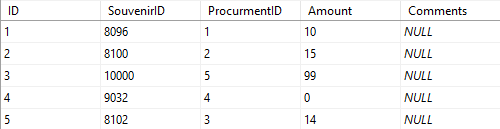 ID SouvenirID ProcurmentID Amount Comments
1 8096 1 10 NULL
2 8100 2 15 NULL
3 10000 5 99 NULL
4 9032 4 0 NULL
5 8102 3 14 NULL